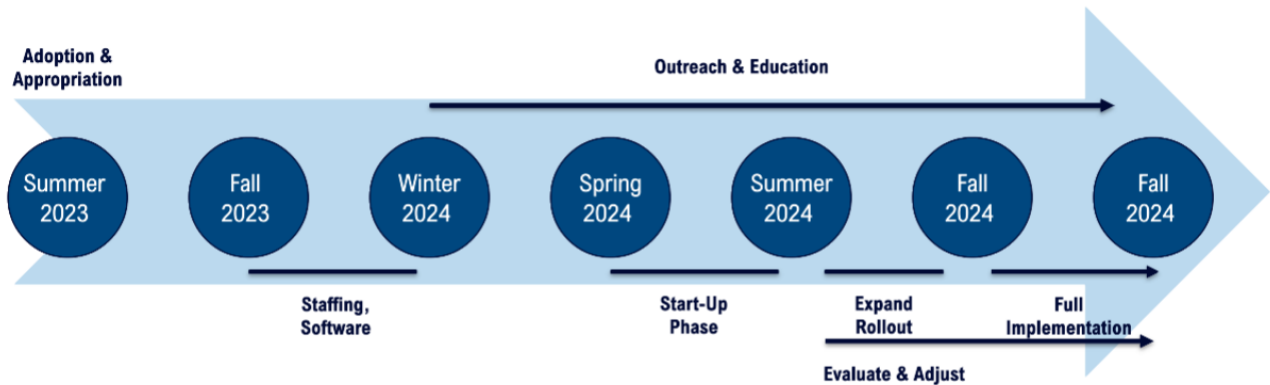 Adoption &
Appropriation
Outreach & Education
Summer
2023
Fall
2023
Winter
2024
Spring
2024
Summer
2024
Fall
2024
Fall
2024
Staffing,
Software
Start-Up
Phase
Expand
Rollout
Full
Implementation
Evaluate & Adjust